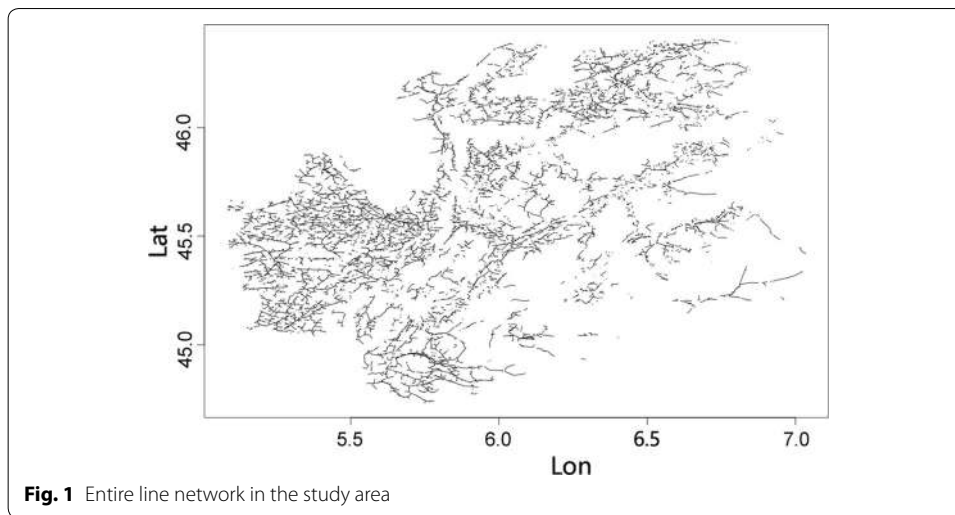 46.0
45.5
45.0
Lat
5.5 6.0 6.5 7.0
Lon
Fig. 1 Entire line network in the study area